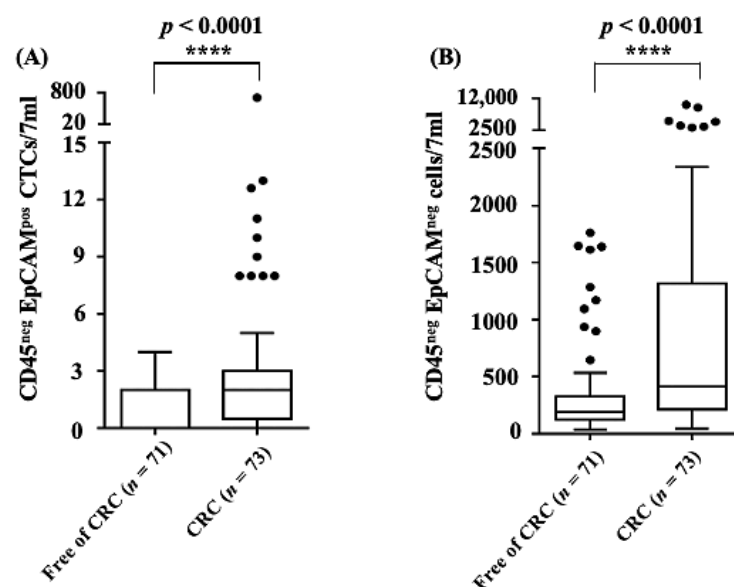 p < 0.0001
****
(A)
800
20
15
12
9
6
3
0
CD45neg EpCAMpos CTCs/7ml
Free of CRC (n = 71)
CRC (n = 73)
p < 0.0001
****
(B)
12,000
2500
2500
2000
1500
1000
500
0
CD45neg EpCAMneg cells/7ml
Free of CRC (n = 71)
CRC (n = 73)